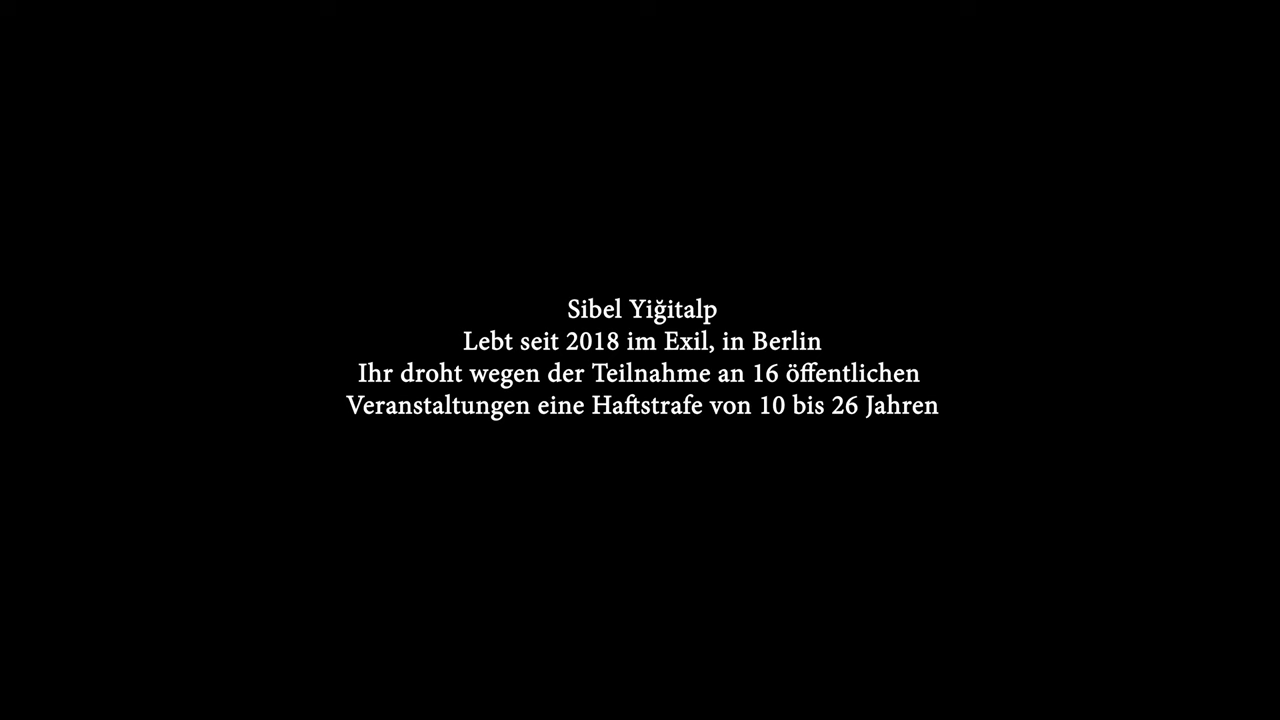 Sibel Yiğitalp
Lebt seit 2018 im Exil, in Berlin
Ihr droht wegen der Teilnahme an 16 öffentlichen
Veranstaltungen eine Haftstrafe von 10 bis 26 Jahren